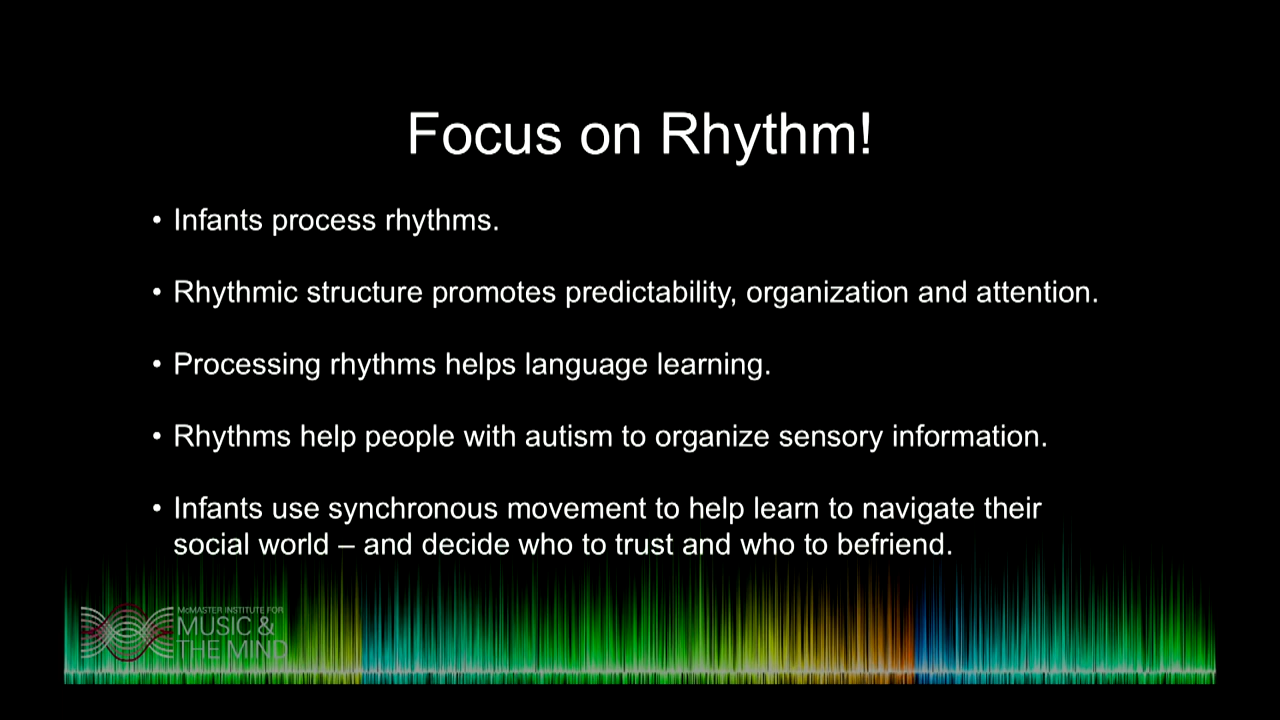 Focus on Rhythm!
• Infants process rhythms.
• Rhythmic structure promotes predictability, organization and attention.
• Processing rhythms helps language learning.
• Rhythms help people with autism to organize sensory information.
• Infants use synchronous movement to help learn to navigate their
social world – and decide who to trust and who to befriend.
McMASTER INSTITUTE FOR
MUSIC &
THE MIND